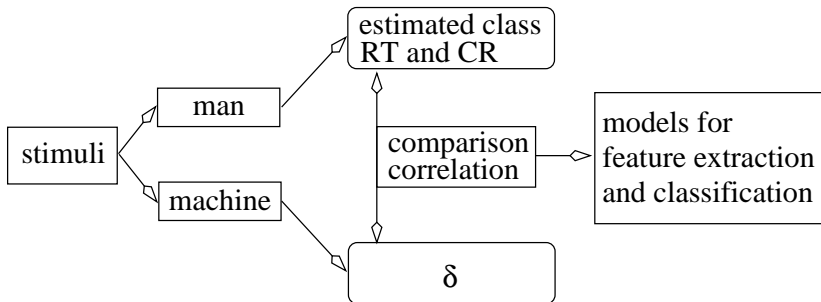 stimuli
man
machine
estimated class
RT and CR
comparison
correlation
δ
models for
feature extraction
and classification